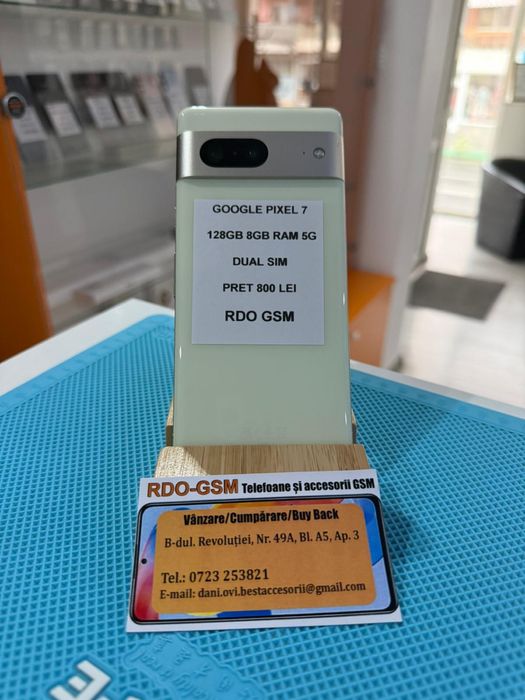 GOOGLE PIXEL 7
128GB 8GB RAM 5G
DUAL SIM
PRET 800 LEI
RDO GSM
RDO-GSM Telefoane și accesorii GSM
Vânzare/Cumpărare/Buy Back
B-dul. Revoluției, Nr. 49A, Bl. A5, Ap. 3
Tel.: 0723 253821
E-mail: dani.ovi.bestaccesorii@gmail.com